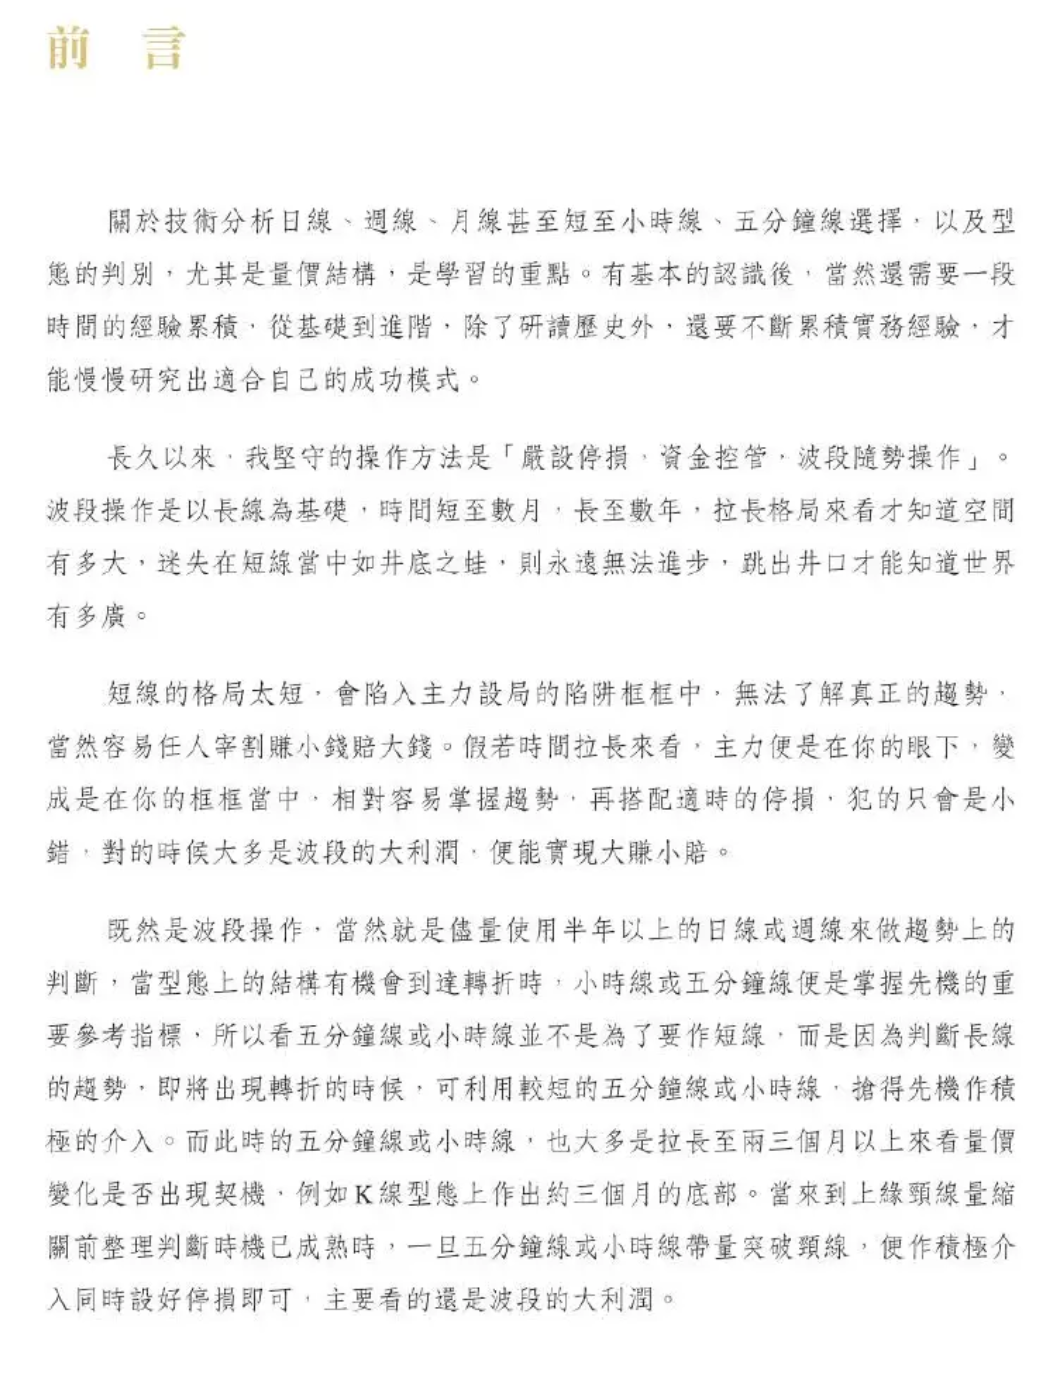 前言
關於技術分析日線、週線、月線甚至短至小時線、五分鐘線選擇，以及型
態的判別，尤其是量價結構，是學習的重點。有基本的認識後，當然還需要一段
時間的經驗累積，從基礎到進階，除了研讀歷史外，還要不斷累積實務經驗，才
能慢慢研究出適合自己的成功模式。
長久以來，我堅守的操作方法是「嚴設停損，資金控管，波段隨勢操作」。
波段操作是以長線為基礎，時間短至數月，長至數年，拉長格局來看才知道空間
有多大，迷失在短線當中如井底之蛙，則永遠無法進步，跳出井口才能知道世界
有多廣。
短線的格局太短，會陷入主力設局的陷阱框框中，無法了解真正的趨勢，
當然容易任人宰割賺小錢賠大錢。假若時間拉長來看，主力便是在你的眼下，變
成是在你的框框當中，相對容易掌握趨勢，再搭配適時的停損，犯的只會是小
錯，對的時候大多是波段的大利潤，便能實現大賺小賠。
既然是波段操作，當然就是儘量使用半年以上的日線或週線來做趨勢上的
判斷，當型態上的結構有機會到達轉折時，小時線或五分鐘線便是掌握先機的重
要參考指標，所以看五分鐘線或小時線並不是為了要作短線，而是因為判斷長線
的趨勢，即將出現轉折的時候，可利用較短的五分鐘線或小時線，搶得先機作積
極的介入。而此時的五分鐘線或小時線，也大多是拉長至兩三個月以上來看量價
變化是否出現契機，例如K線型態上作出約三個月的底部。當來到上緣頸線量縮
關前整理判斷時機已成熟時，一旦五分鐘線或小時線帶量突破頸線，便作積極介
入同時設好停損即可，主要看的還是波段的大利潤。